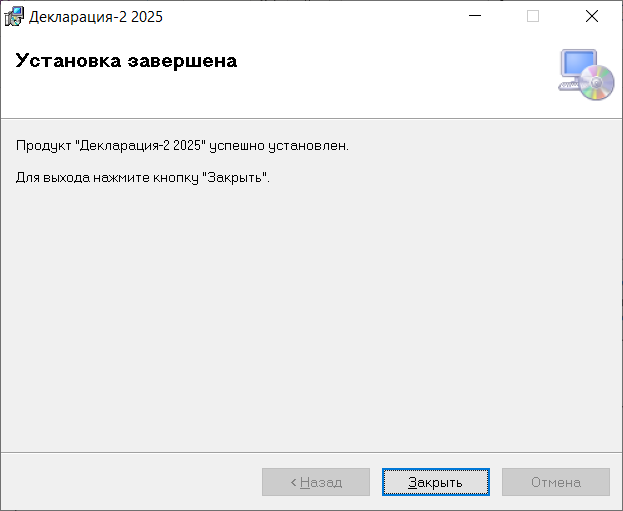 Декларация-2 2025
Установка завершена
Продукт "Декларация-2 2025" успешно установлен.
Для выхода нажмите кнопку "Закрыть".
< Назад
Закрыть
Отмена